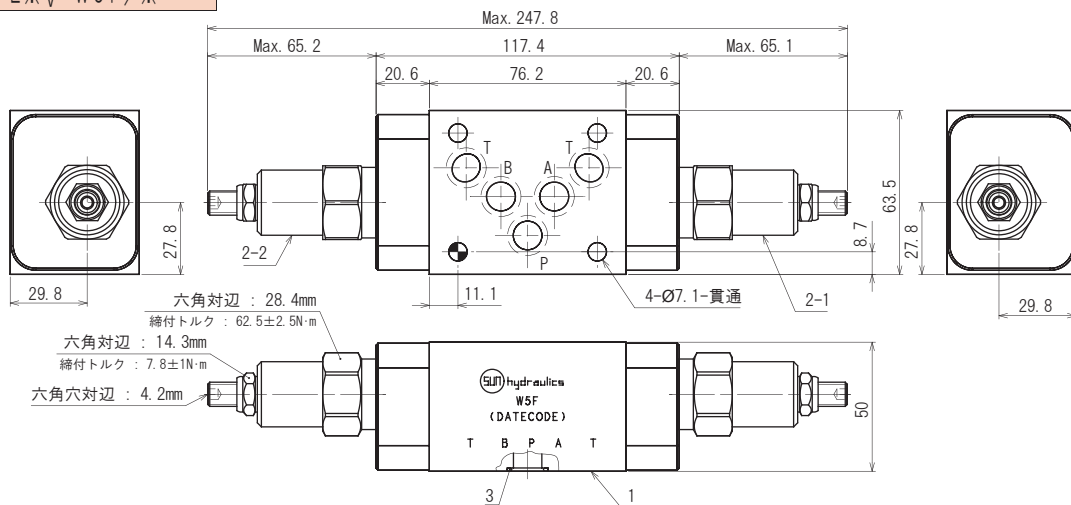 Max. 247.8
Max. 65.2
117.4
Max. 65.1
20.6
76.2
20.6
T
T
B
A
P
63.5
8.7
27.8
27.8
29.8
29.8
2-2
11.1
4-Ø7.1-貫通
2-1
六角対辺 : 28.4mm
締付トルク : 62.5±2.5N·m
六角対辺 : 14.3mm
締付トルク : 7.8±1N·m
六角穴対辺 : 4.2mm
SUN hydraulics
W5F
(DATECODE)
T B P A T
50
3
1